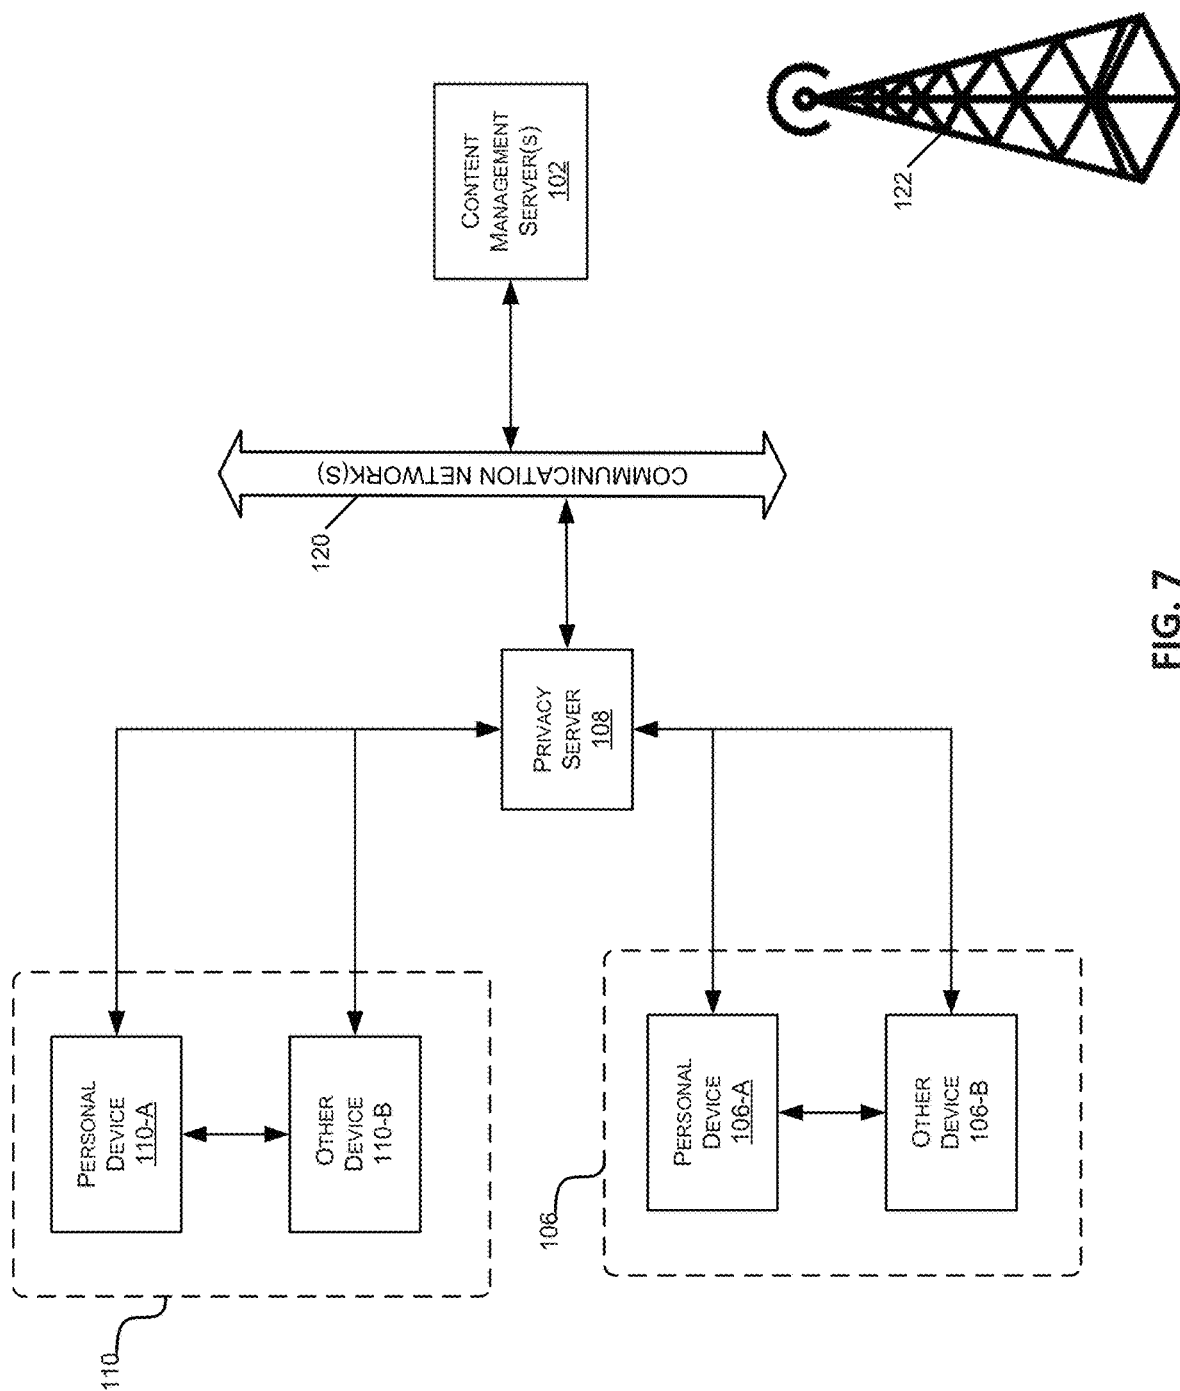 110
PERSONAL
DEVICE
110-A
OTHER
DEVICE
110-B
106
PERSONAL
DEVICE
106-A
OTHER
DEVICE
106-B
PRIVACY
SERVER
108
120
COMMUNICATION NETWORK(S)
CONTENT
MANAGEMENT
SERVER(S)
102
122
FIG. 7